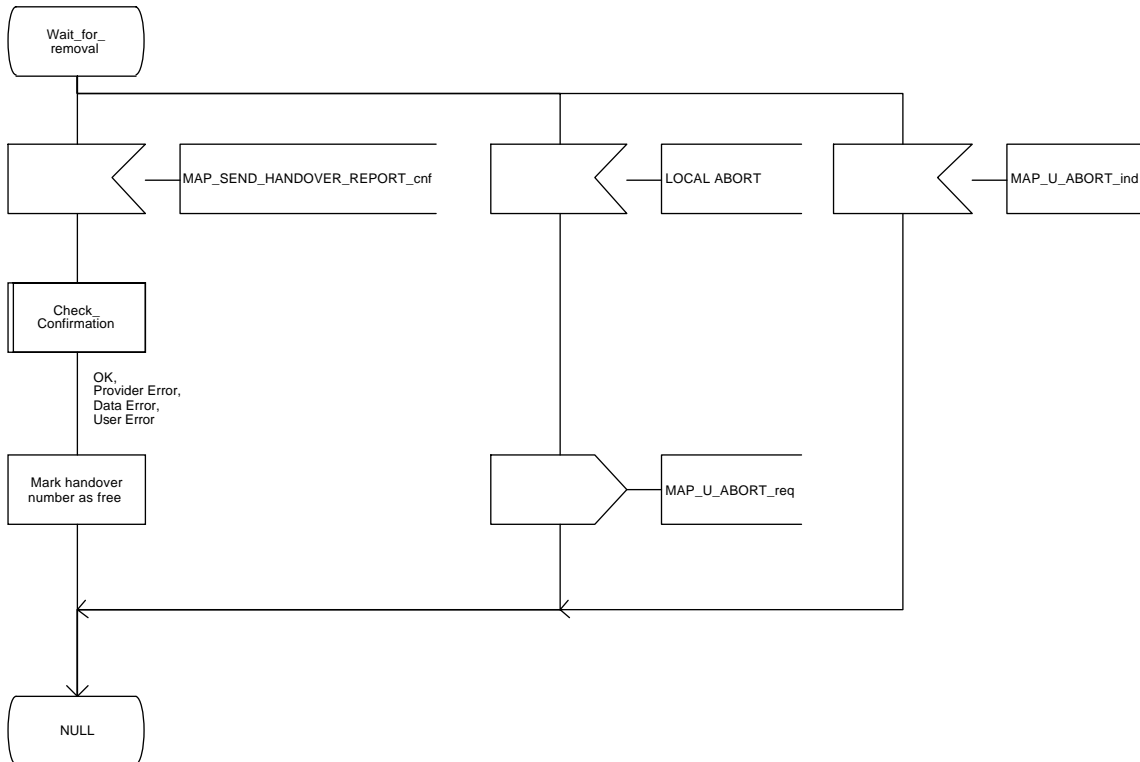 Wait_for_
removal
MAP_SEND_HANDOVER_REPORT_cnf
LOCAL ABORT
MAP_U_ABORT_ind
Check_
Confirmation
OK,
Provider Error,
Data Error,
User Error
Mark handover
number as free
MAP_U_ABORT_req
NULL